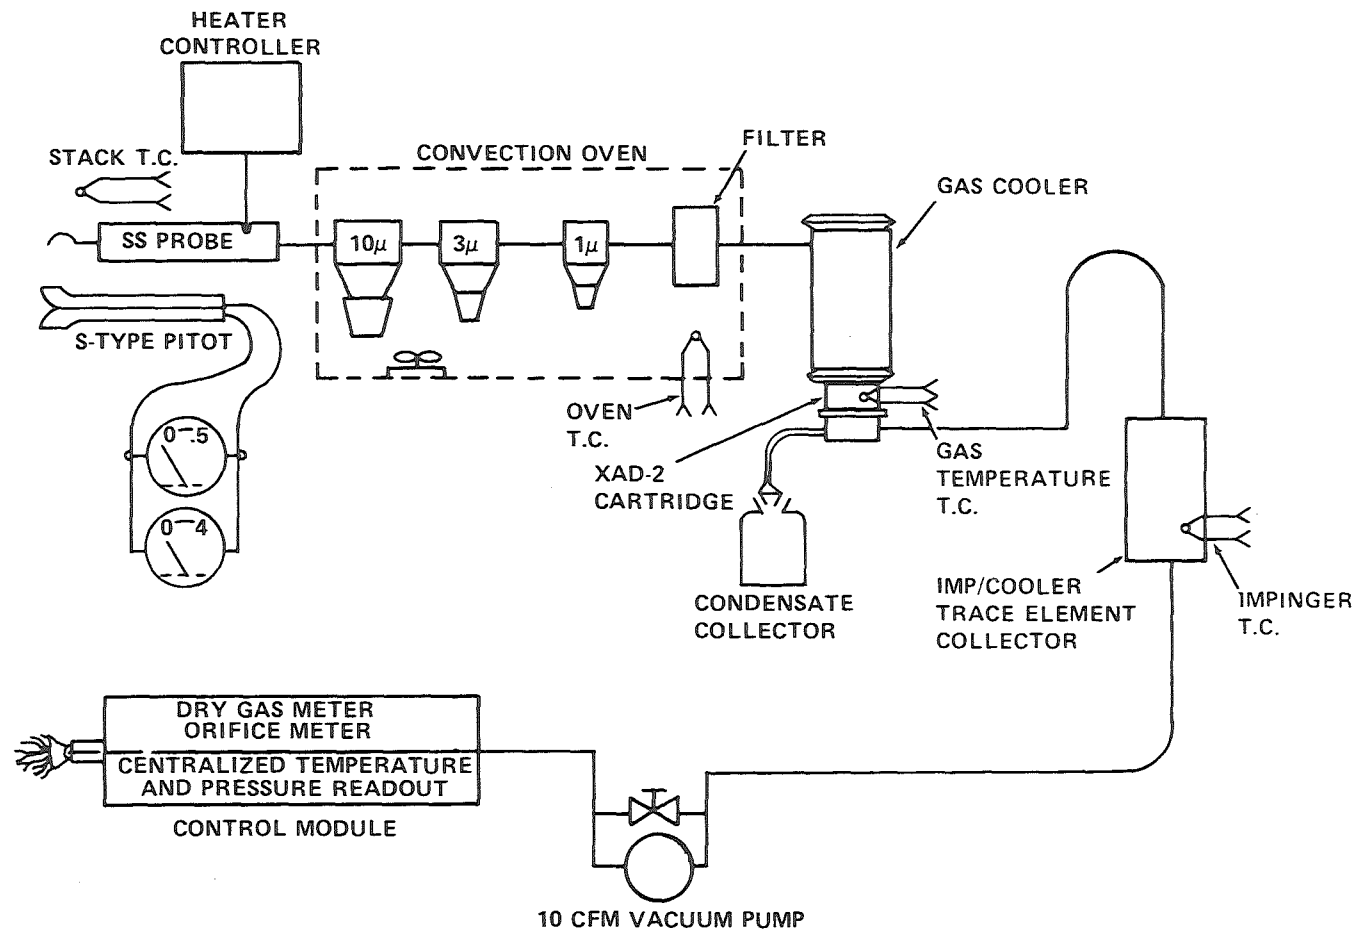 HEATER
CONTROLLER
STACK T.C.
CONVECTION OVEN
FILTER
GAS COOLER
SS PROBE
10μ
3μ
1μ
S-TYPE PITOT
OVEN
T.C.
XAD-2
CARTRIDGE
GAS
TEMPERATURE
T.C.
0–.5
0–4
CONDENSATE
COLLECTOR
IMP/COOLER
TRACE ELEMENT
COLLECTOR
IMPINGER
T.C.
DRY GAS METER
ORIFICE METER
CENTRALIZED TEMPERATURE
AND PRESSURE READOUT
CONTROL MODULE
10 CFM VACUUM PUMP